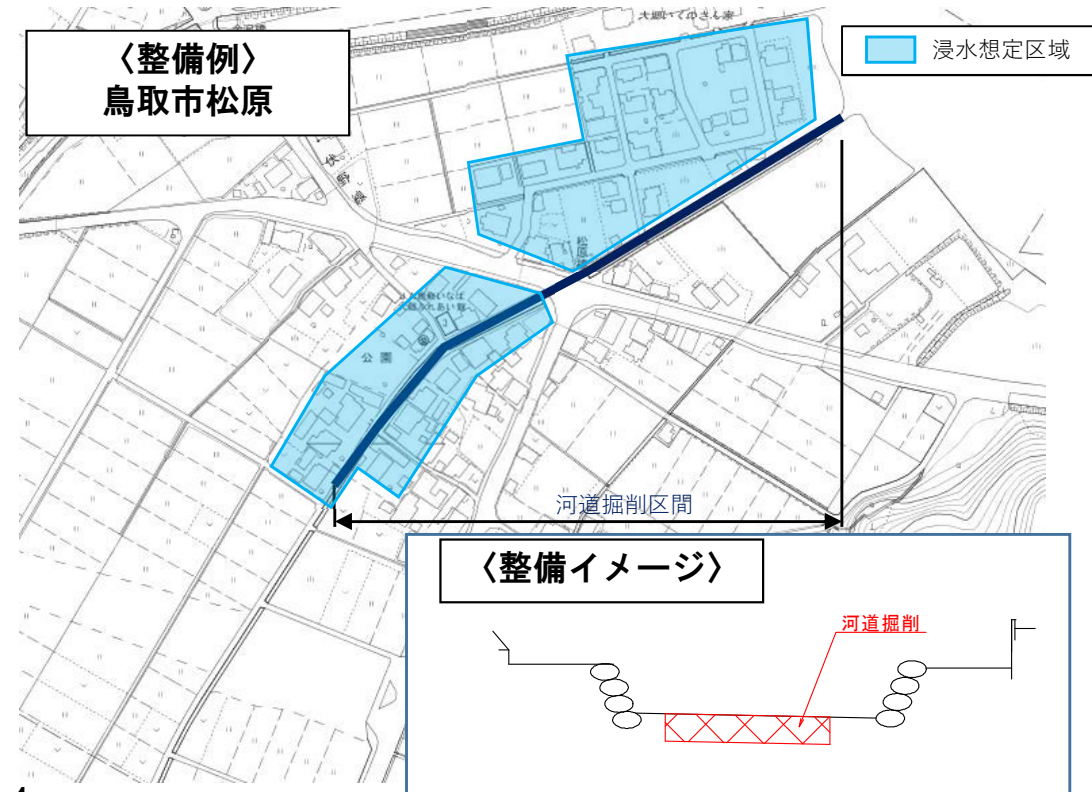 〈整備例〉
鳥取市松原
浸水想定区域
公園
河道掘削区間
〈整備イメージ〉
河道掘削